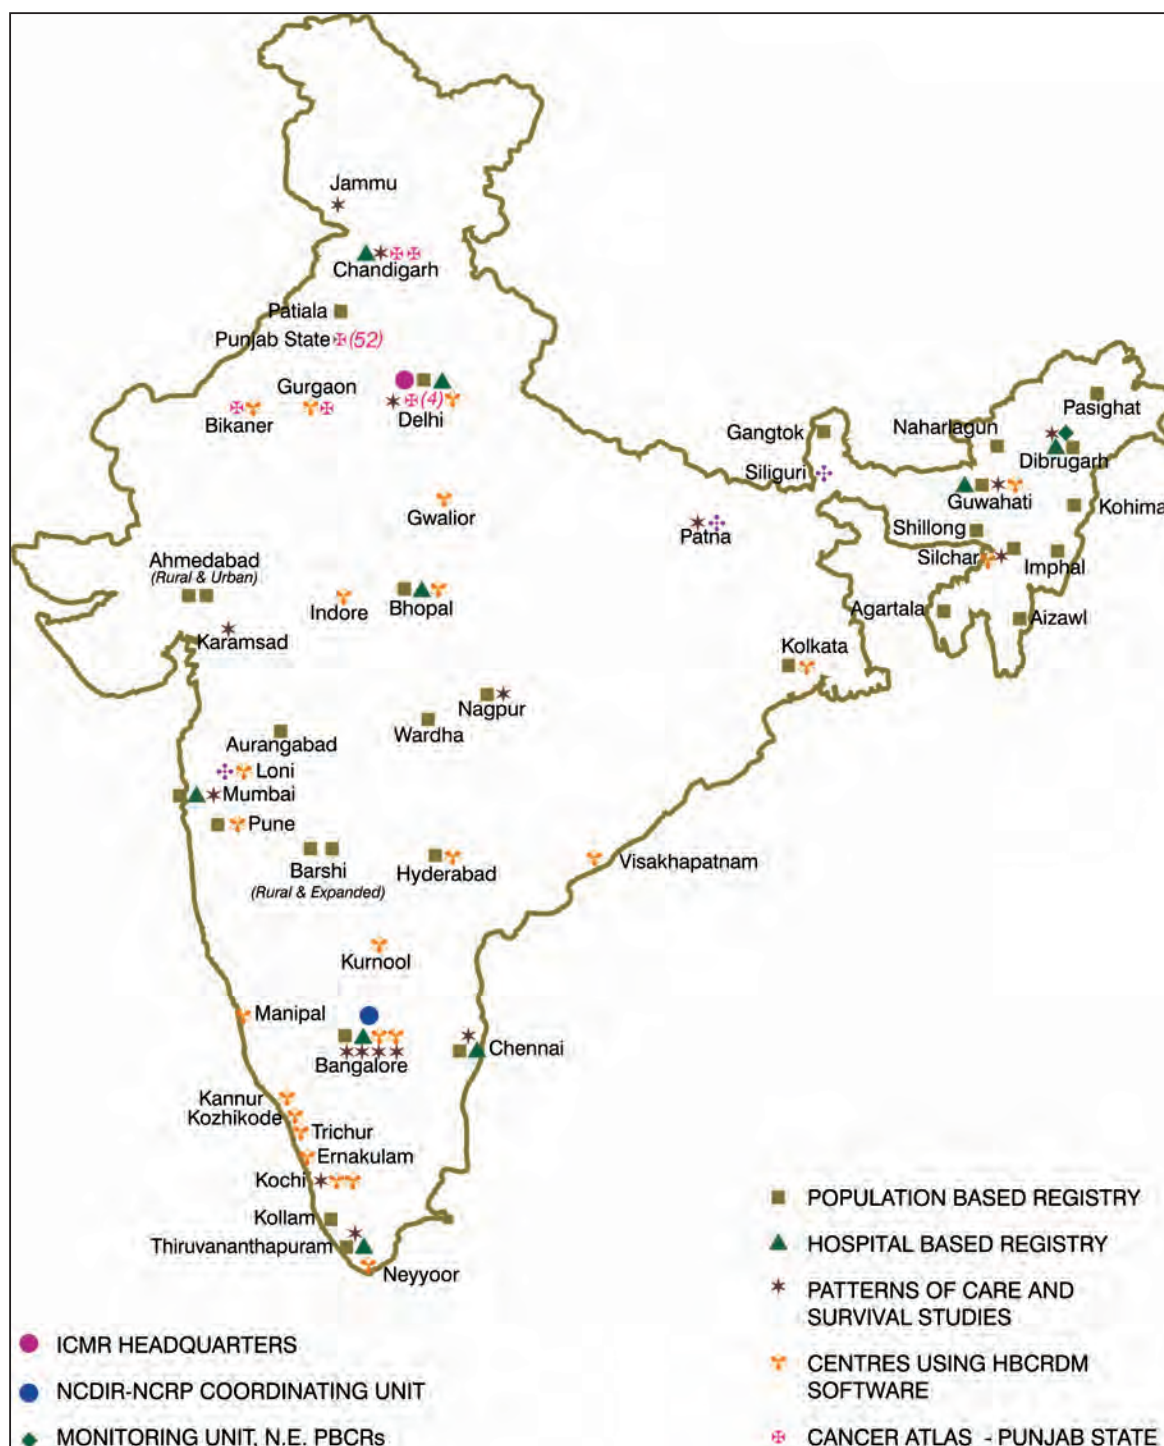 Jammu
Chandigarh
Patiala
Punjab State (52)
Gurgaon
Bikaner
(4)
Delhi
Pasighat
Naharlagun
Gangtok
Dibrugarh
Siliguri
Guwahati
Gwalior
Kohima
Patna
Shillong
Silchar
Imphal
Ahmedabad
(Rural & Urban)
Bhopal
Indore
Agartala
Aizawl
Karamsad
Kolkata
Nagpur
Wardha
Aurangabad
Loni
Mumbai
Pune
Barshi
(Rural & Expanded)
Hyderabad
Visakhapatnam
Kurnool
Manipal
Chennai
Bangalore
Kannur
Kozhikode
Trichur
Ernakulam
Kochi
Kollam
Thiruvananthapuram
Neyyoor
POPULATION BASED REGISTRY
HOSPITAL BASED REGISTRY
PATTERNS OF CARE AND
SURVIVAL STUDIES
CENTRES USING HBCRDM
SOFTWARE
CANCER ATLAS - PUNJAB STATE
ICMR HEADQUARTERS
NCDIR-NCRP COORDINATING UNIT
MONITORING UNIT, N.E. PBCRs